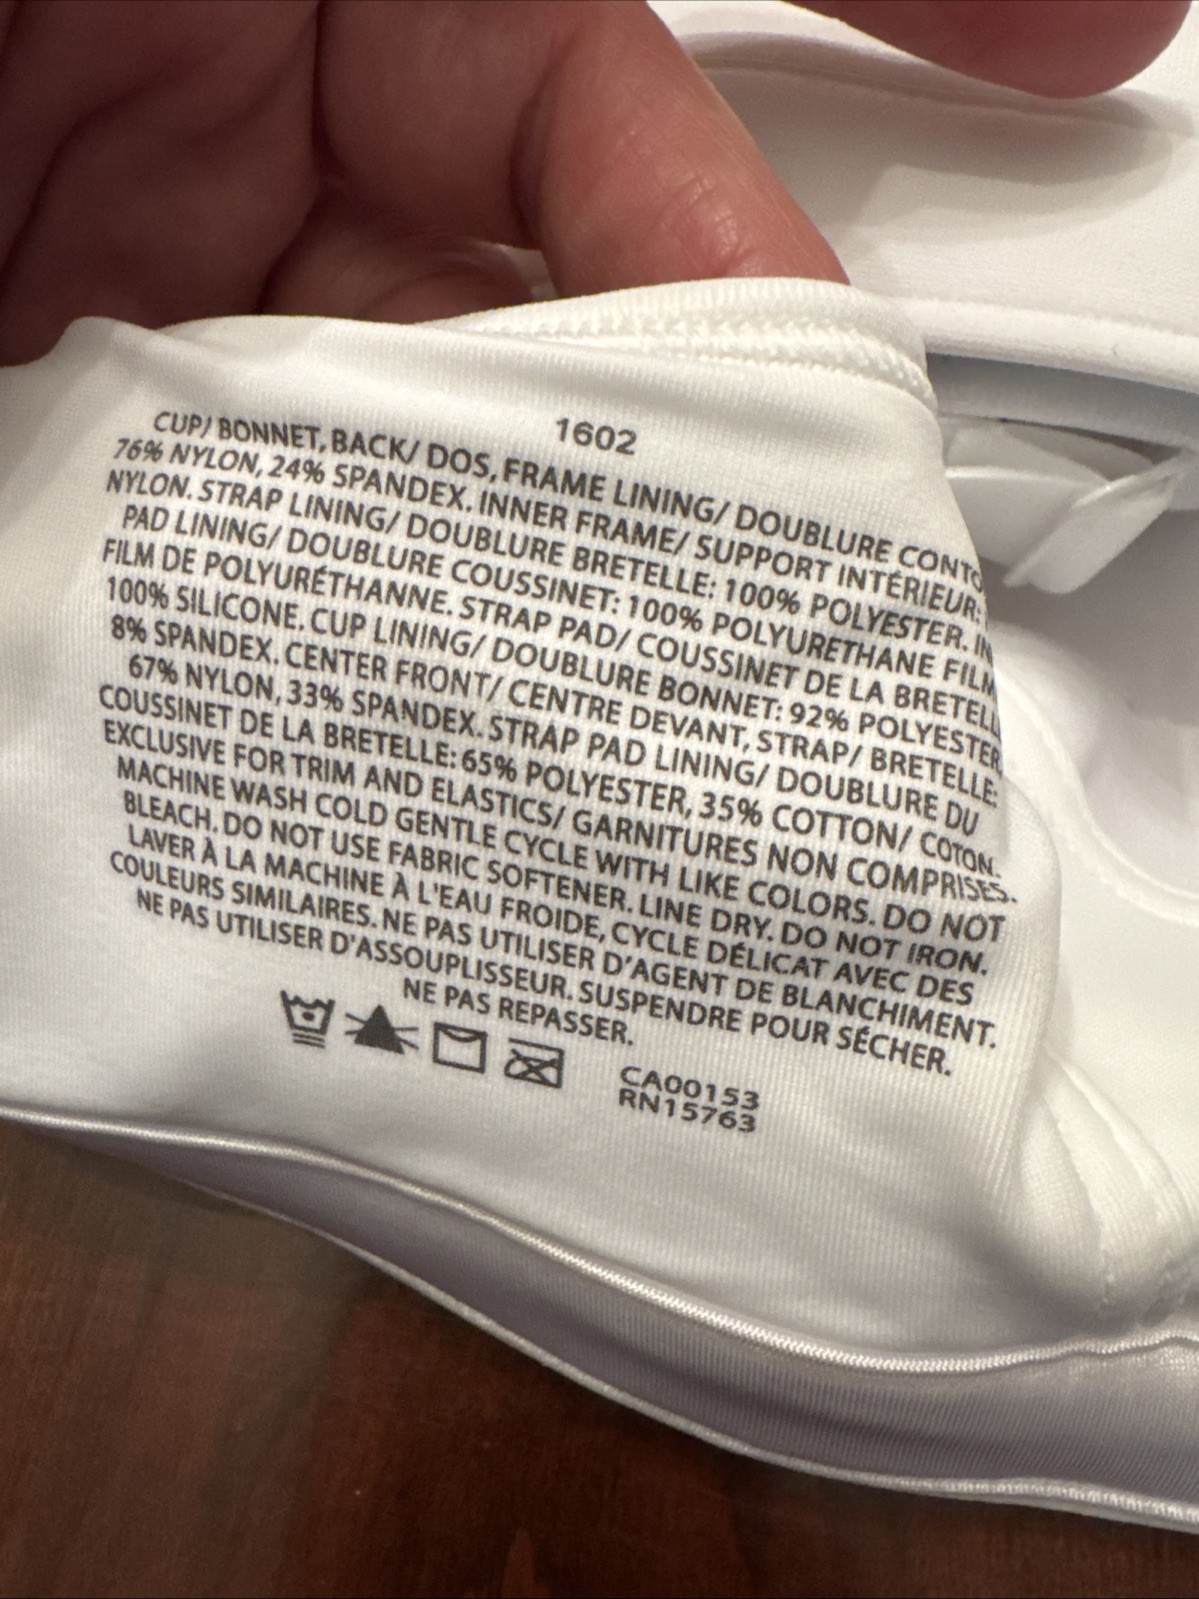 1602
CUP/ BONNET, BACK/ DOS, FRAME LINING/ DOUBLURE
76% NYLON, 24% SPANDEX. INNER FRAME/ SUPPORT INTÉRIEUR:
NYLON. STRAP LINING/ DOUBLURE BRETELLE: 100% POLYESTER.
PAD LINING/ DOUBLURE COUSSINET: 100% POLYURETHANE FILM
FILM DE POLYURÉTHANNE. STRAP PAD/ COUSSINET DE LA
100% SILICONE. CUP LINING/ DOUBLURE BONNET: 92% POLYESTER
8% SPANDEX. CENTER FRONT/ CENTRE DEVANT, STRAP/ BRETELLE:
67% NYLON, 33% SPANDEX. STRAP PAD LINING/ DOUBLURE DU
COUSSINET DE LA BRETELLE: 65% POLYESTER, 35% COTTON/ COTON.
EXCLUSIVE FOR TRIM AND ELASTICS/ GARNITURES NON COMPRISES.
MACHINE WASH COLD GENTLE CYCLE WITH LIKE COLORS. DO NOT
BLEACH. DO NOT USE FABRIC SOFTENER. LINE DRY. DO NOT IRON.
LAVER À LA MACHINE À L'EAU FROIDE, CYCLE DÉLICAT AVEC DES
COULEURS SIMILAIRES. NE PAS UTILISER D'AGENT DE BLANCHIMENT.
NE PAS UTILISER D'ASSOUPLISSEUR. SUSPENDRE POUR SÉCHER.
NE PAS REPASSER.
CA00153
RN15763